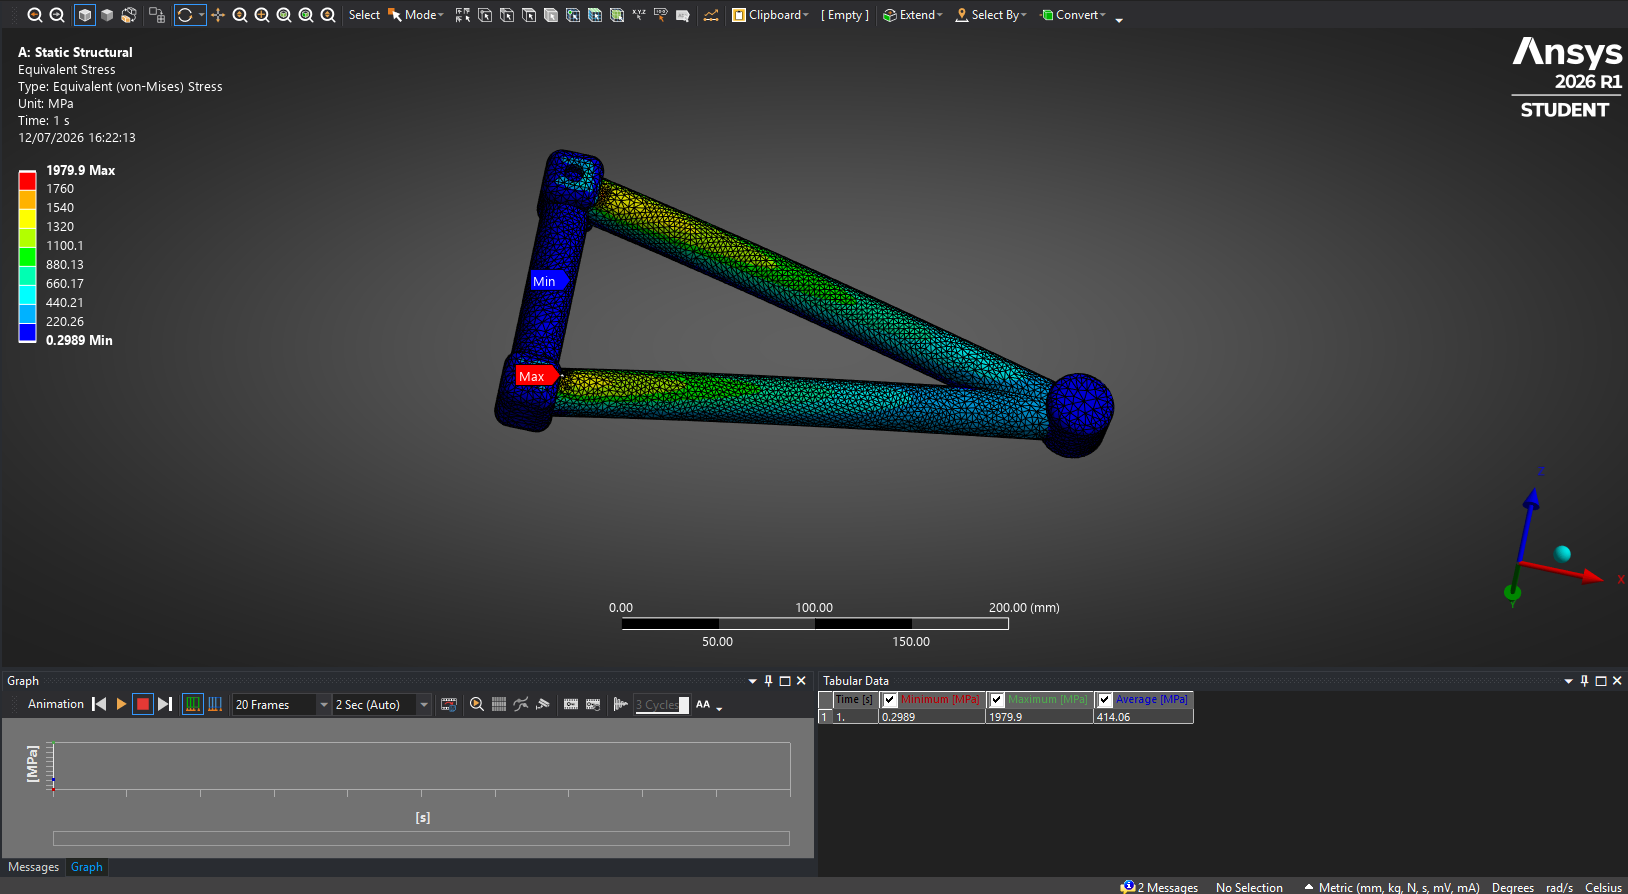 Select Mode Clipboard [ Empty ] Extend Select By Convert
A: Static Structural
Equivalent Stress
Type: Equivalent (von-Mises) Stress
Unit: MPa
Time: 1 s
12/07/2026 16:22:13
1979.9 Max
1760
1540
1320
1100.1
880.13
660.17
440.21
220.26
0.2989 Min
Ansys
2026 R1
STUDENT
Min
Max
0.00 100.00 200.00 (mm)
50.00 150.00
Z
X
Y
Graph
Animation 20 Frames 2 Sec (Auto) 3 Cycles AA
[MPa]
[s]
Messages Graph
Tabular Data
Time [s] Minimum [MPa] Maximum [MPa] Average [MPa]
1 1. 0.2989 1979.9 414.06
2 Messages No Selection Metric (mm, kg, N, s, mV, mA) Degrees rad/s Celsius